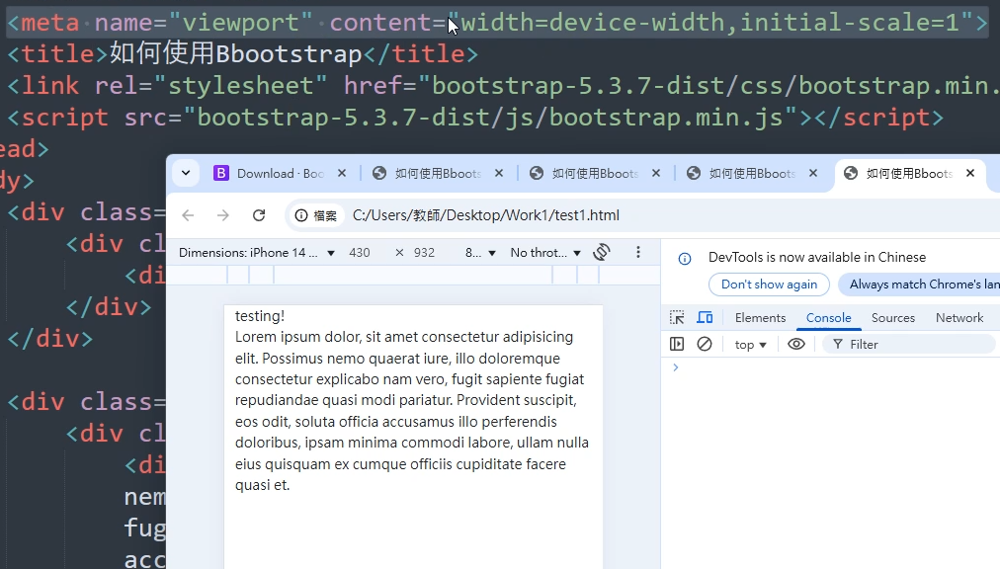 <meta name="viewport" content="width=device-width,initial-scale=1">
<title>如何使用Bbootstrap</title>
<link rel="stylesheet" href="bootstrap-5.3.7-dist/css/bootstrap.min.
<script src="bootstrap-5.3.7-dist/js/bootstrap.min.js"></script>
ead>
dy>
<div class=
<div cl
<di
</div>
</div>
<div class=
<div cl
<di
nem
fug
acc
B Download · Boo
如何使用Bboots
如何使用Bboots
如何使用Bboots
如何使用Bboots
檔案 C:/Users/教師/Desktop/Work1/test1.html
Dimensions: iPhone 14 ... ▼ 430 × 932 8... ▼ No throt... ▼
testing!
Lorem ipsum dolor, sit amet consectetur adipisicing
elit. Possimus nemo quaerat iure, illo doloremque
consectetur explicabo nam vero, fugit sapiente fugiat
repudiandae quasi modi pariatur. Provident suscipit,
eos odit, soluta officia accusamus illo perferendis
doloribus, ipsam minima commodi labore, ullam nulla
eius quisquam ex cumque officiis cupiditate facere
quasi et.
DevTools is now available in Chinese
Don't show again Always match Chrome's lan
Elements Console Sources Network
top ▼ Filter